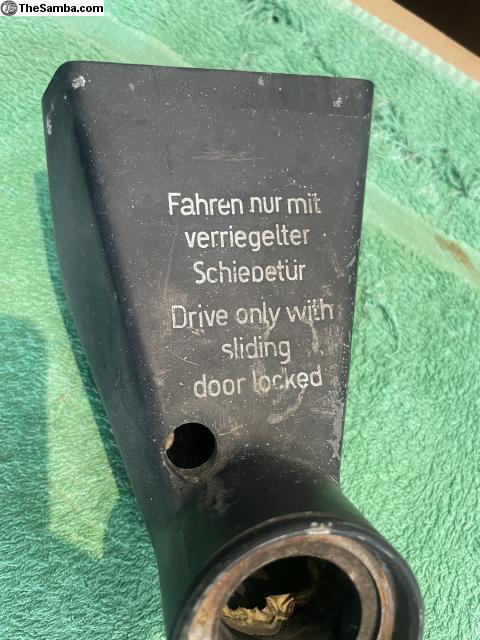 TheSamba.com
Fahren nur mit
verriegelter
Schiebetür
Drive only with
sliding
door locked